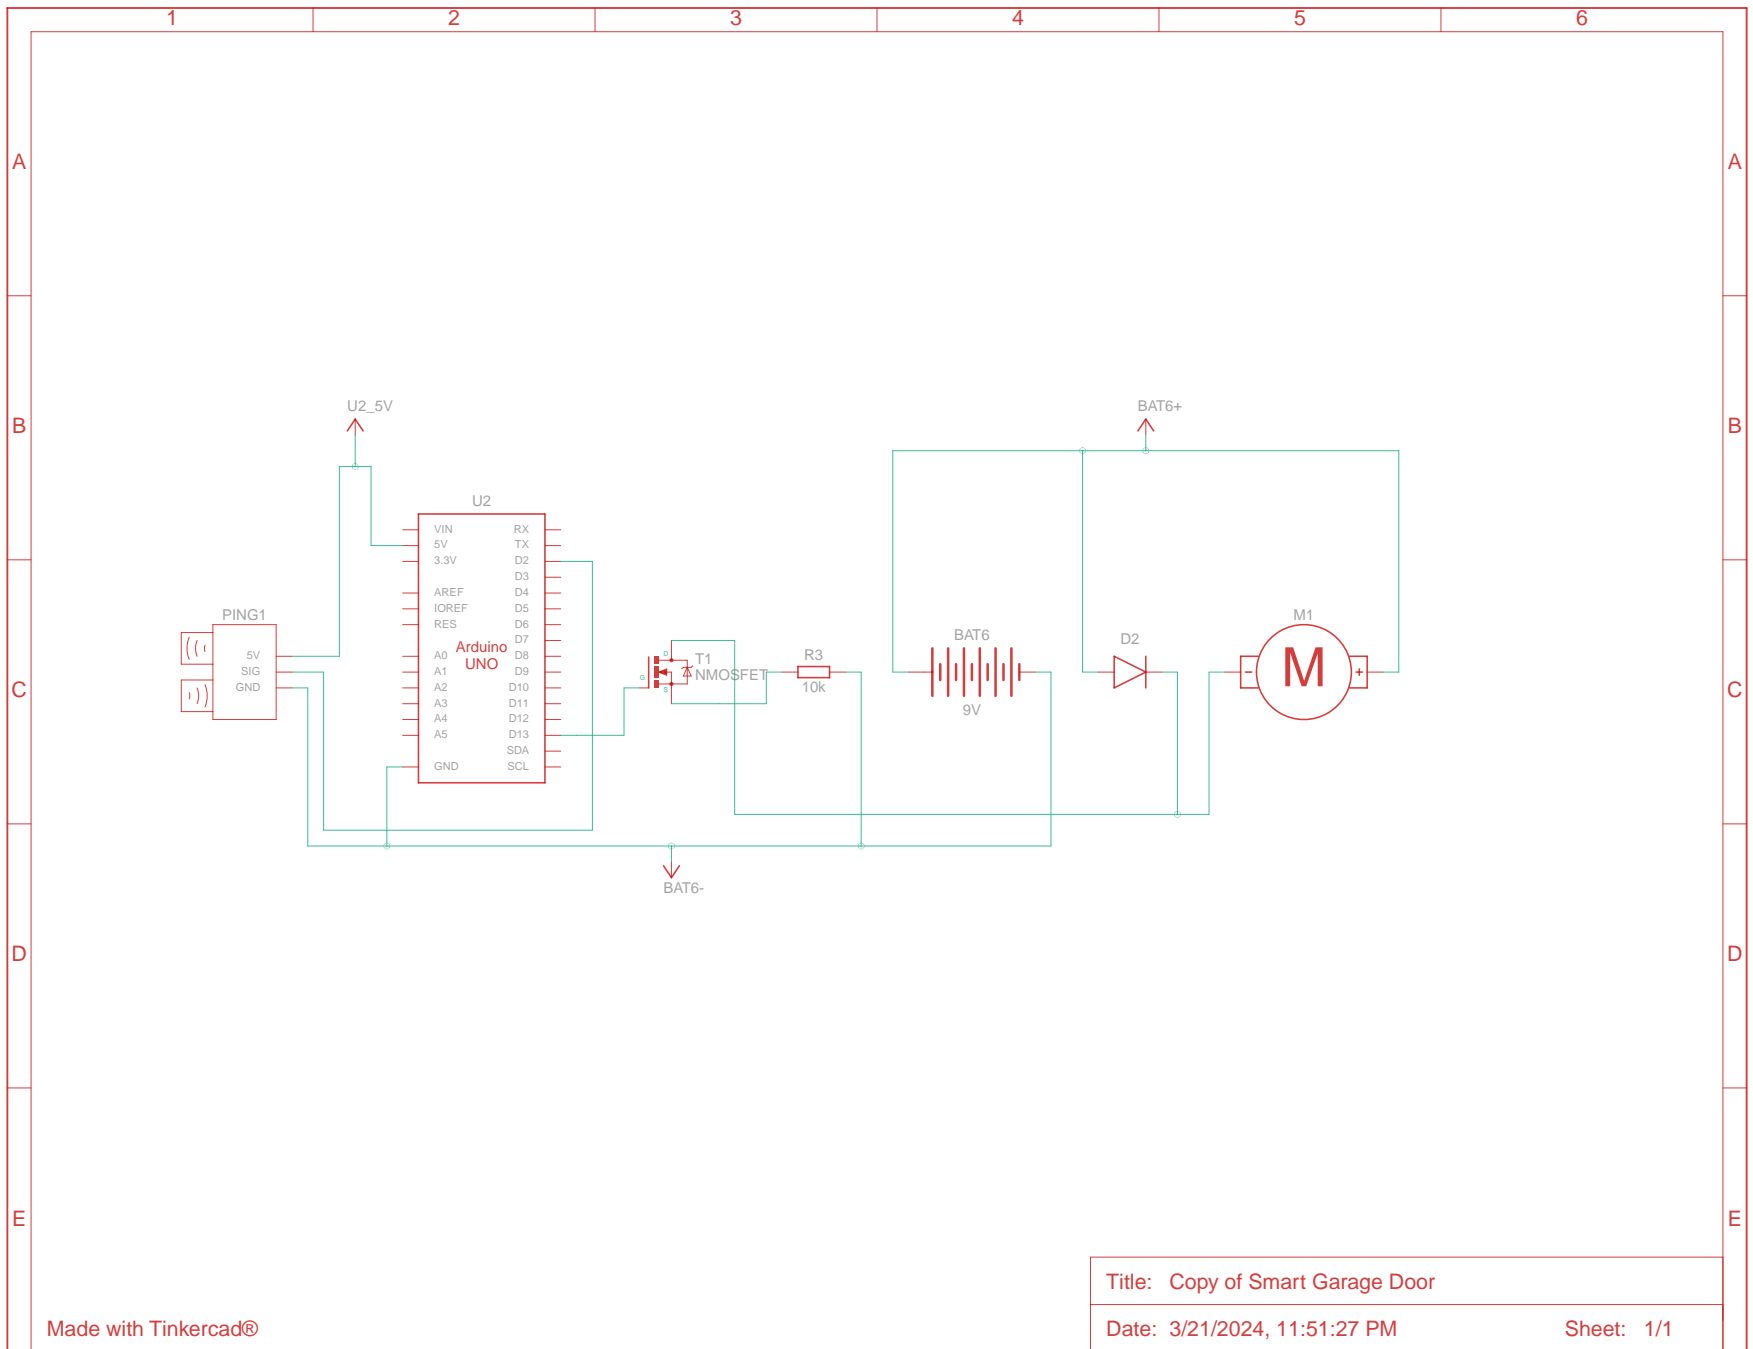 1 2 3 4 5 6
A A
U2_5V BAT6+
B B
U2
VIN RX
5V TX
3.3V D2
D3
AREF D4
IOREF D5
RES D6
D7
A0 D8
A1 D9
A2 D10
A3 D11
A4 D12
A5 D13
SDA
GND SCL
Arduino
UNO
PING1
5V
SIG
GND
D
G
S
T1
NMOSFET
R3
10k
BAT6
9V
D2
M1
- M +
C C
BAT6-
D D
E E
Title: Copy of Smart Garage Door
Made with Tinkercad®
Date: 3/21/2024, 11:51:27 PM Sheet: 1/1